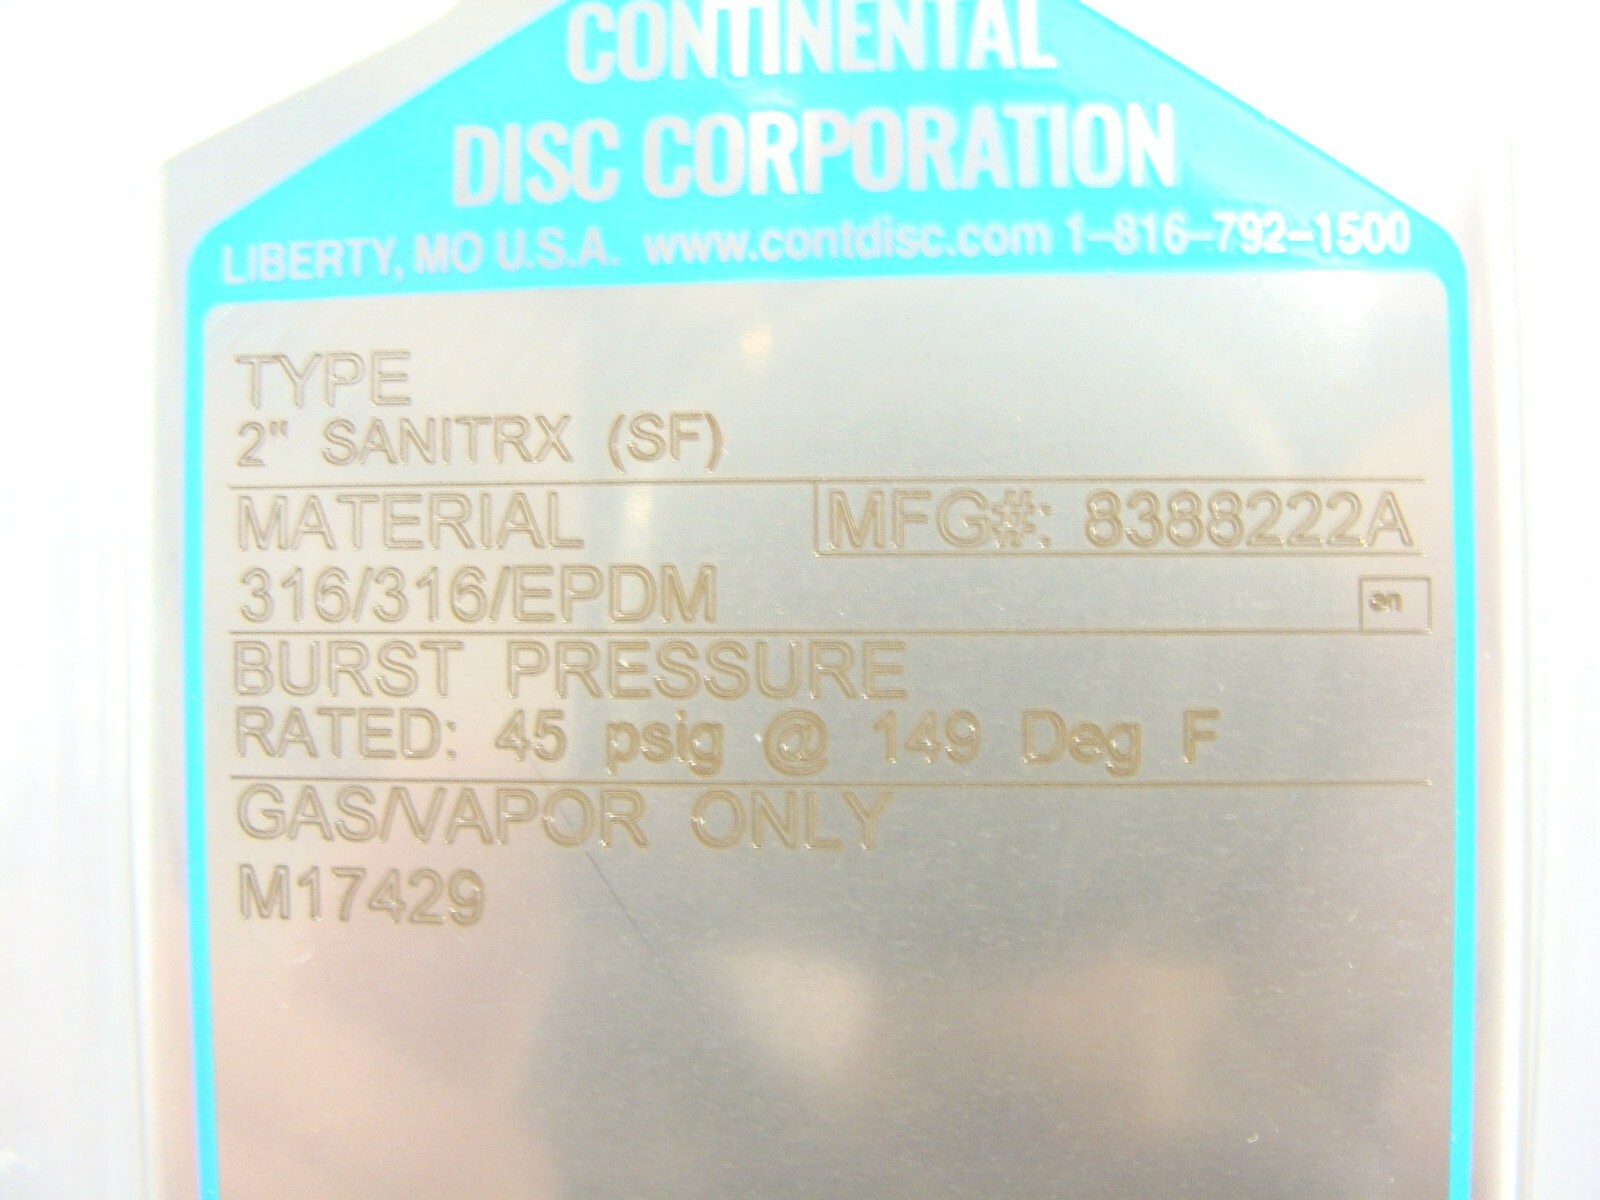 CONTINENTAL
DISC CORPORATION
LIBERTY, MO U.S.A. www.contdisc.com 1-816-792-1500
TYPE
2" SANITRX (SF)
MATERIAL MFG#: 8388222A
316/316/EPDM en
BURST PRESSURE
RATED: 45 psig @ 149 Deg F
GAS/VAPOR ONLY
M17429